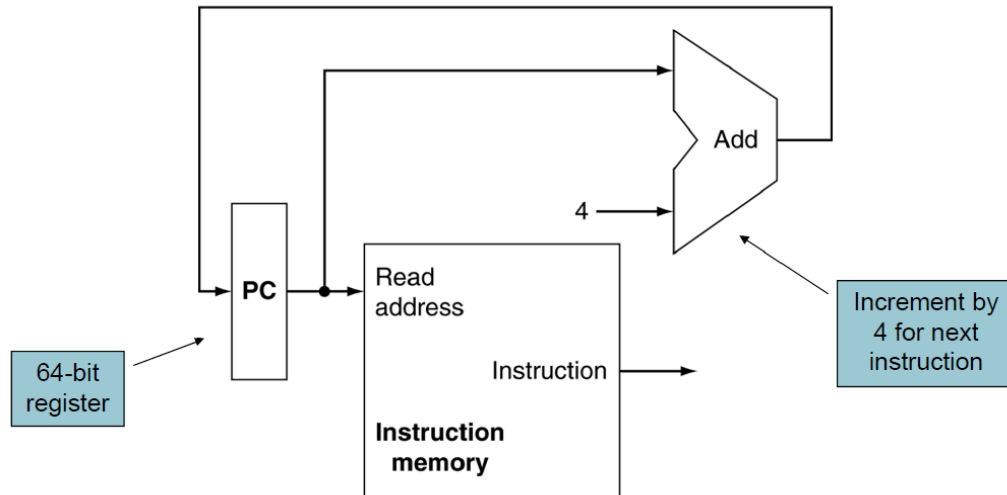 Add
4
PC
Read
address
Increment by
4 for next
instruction
64-bit
register
Instruction
Instruction
memory